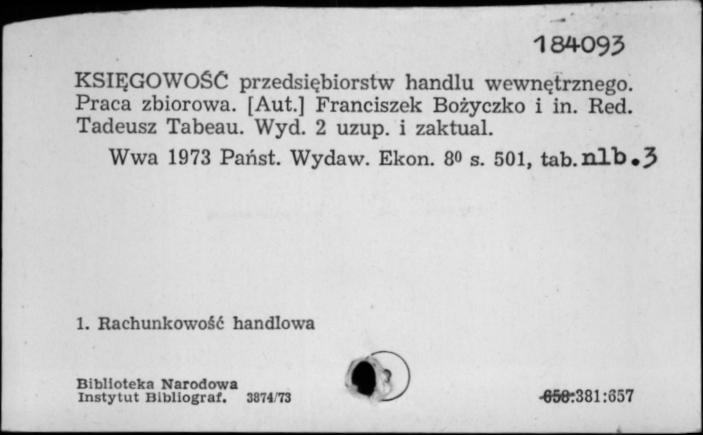 184093
KSIĘGOWOŚĆ przedsiębiorstw handlu wewnętrznego.
Praca zbiorowa. [Aut.] Franciszek Bożyczko i in. Red.
Tadeusz Tabeau. Wyd. 2 uzup. i zaktual.
Wwa 1973 Państ. Wydaw. Ekon. 8⁰ s. 501, tab. nlb. 3
1. Rachunkowość handlowa
Biblioteka Narodowa
Instytut Bibliograf. 3874/73
658:381:657